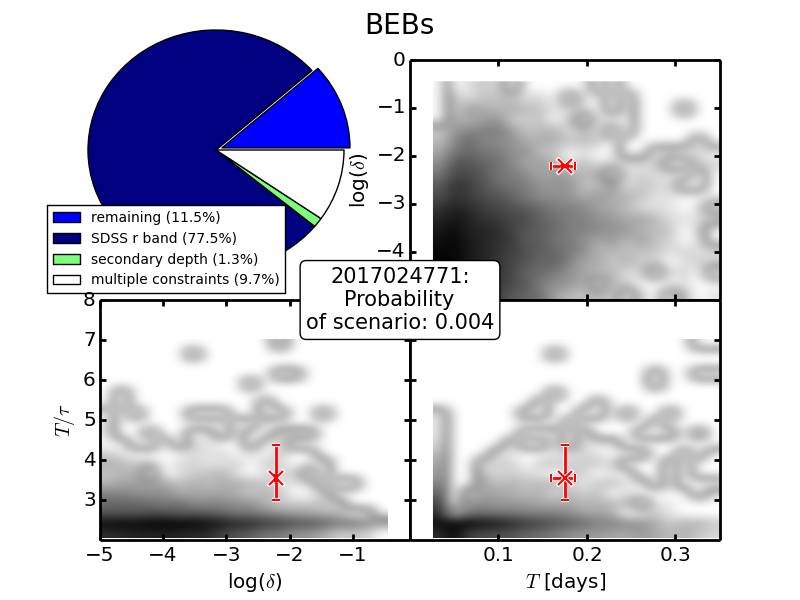 BEBs
remaining (11.5%)
SDSS r band (77.5%)
secondary depth (1.3%)
multiple constraints (9.7%)
0
−1
−2
−3
−4
log(δ)
2017024771:
Probability
of scenario: 0.004
8
7
6
5
4
3
T/τ
−5 −4 −3 −2 −1
log(δ)
0.1 0.2 0.3
T [days]